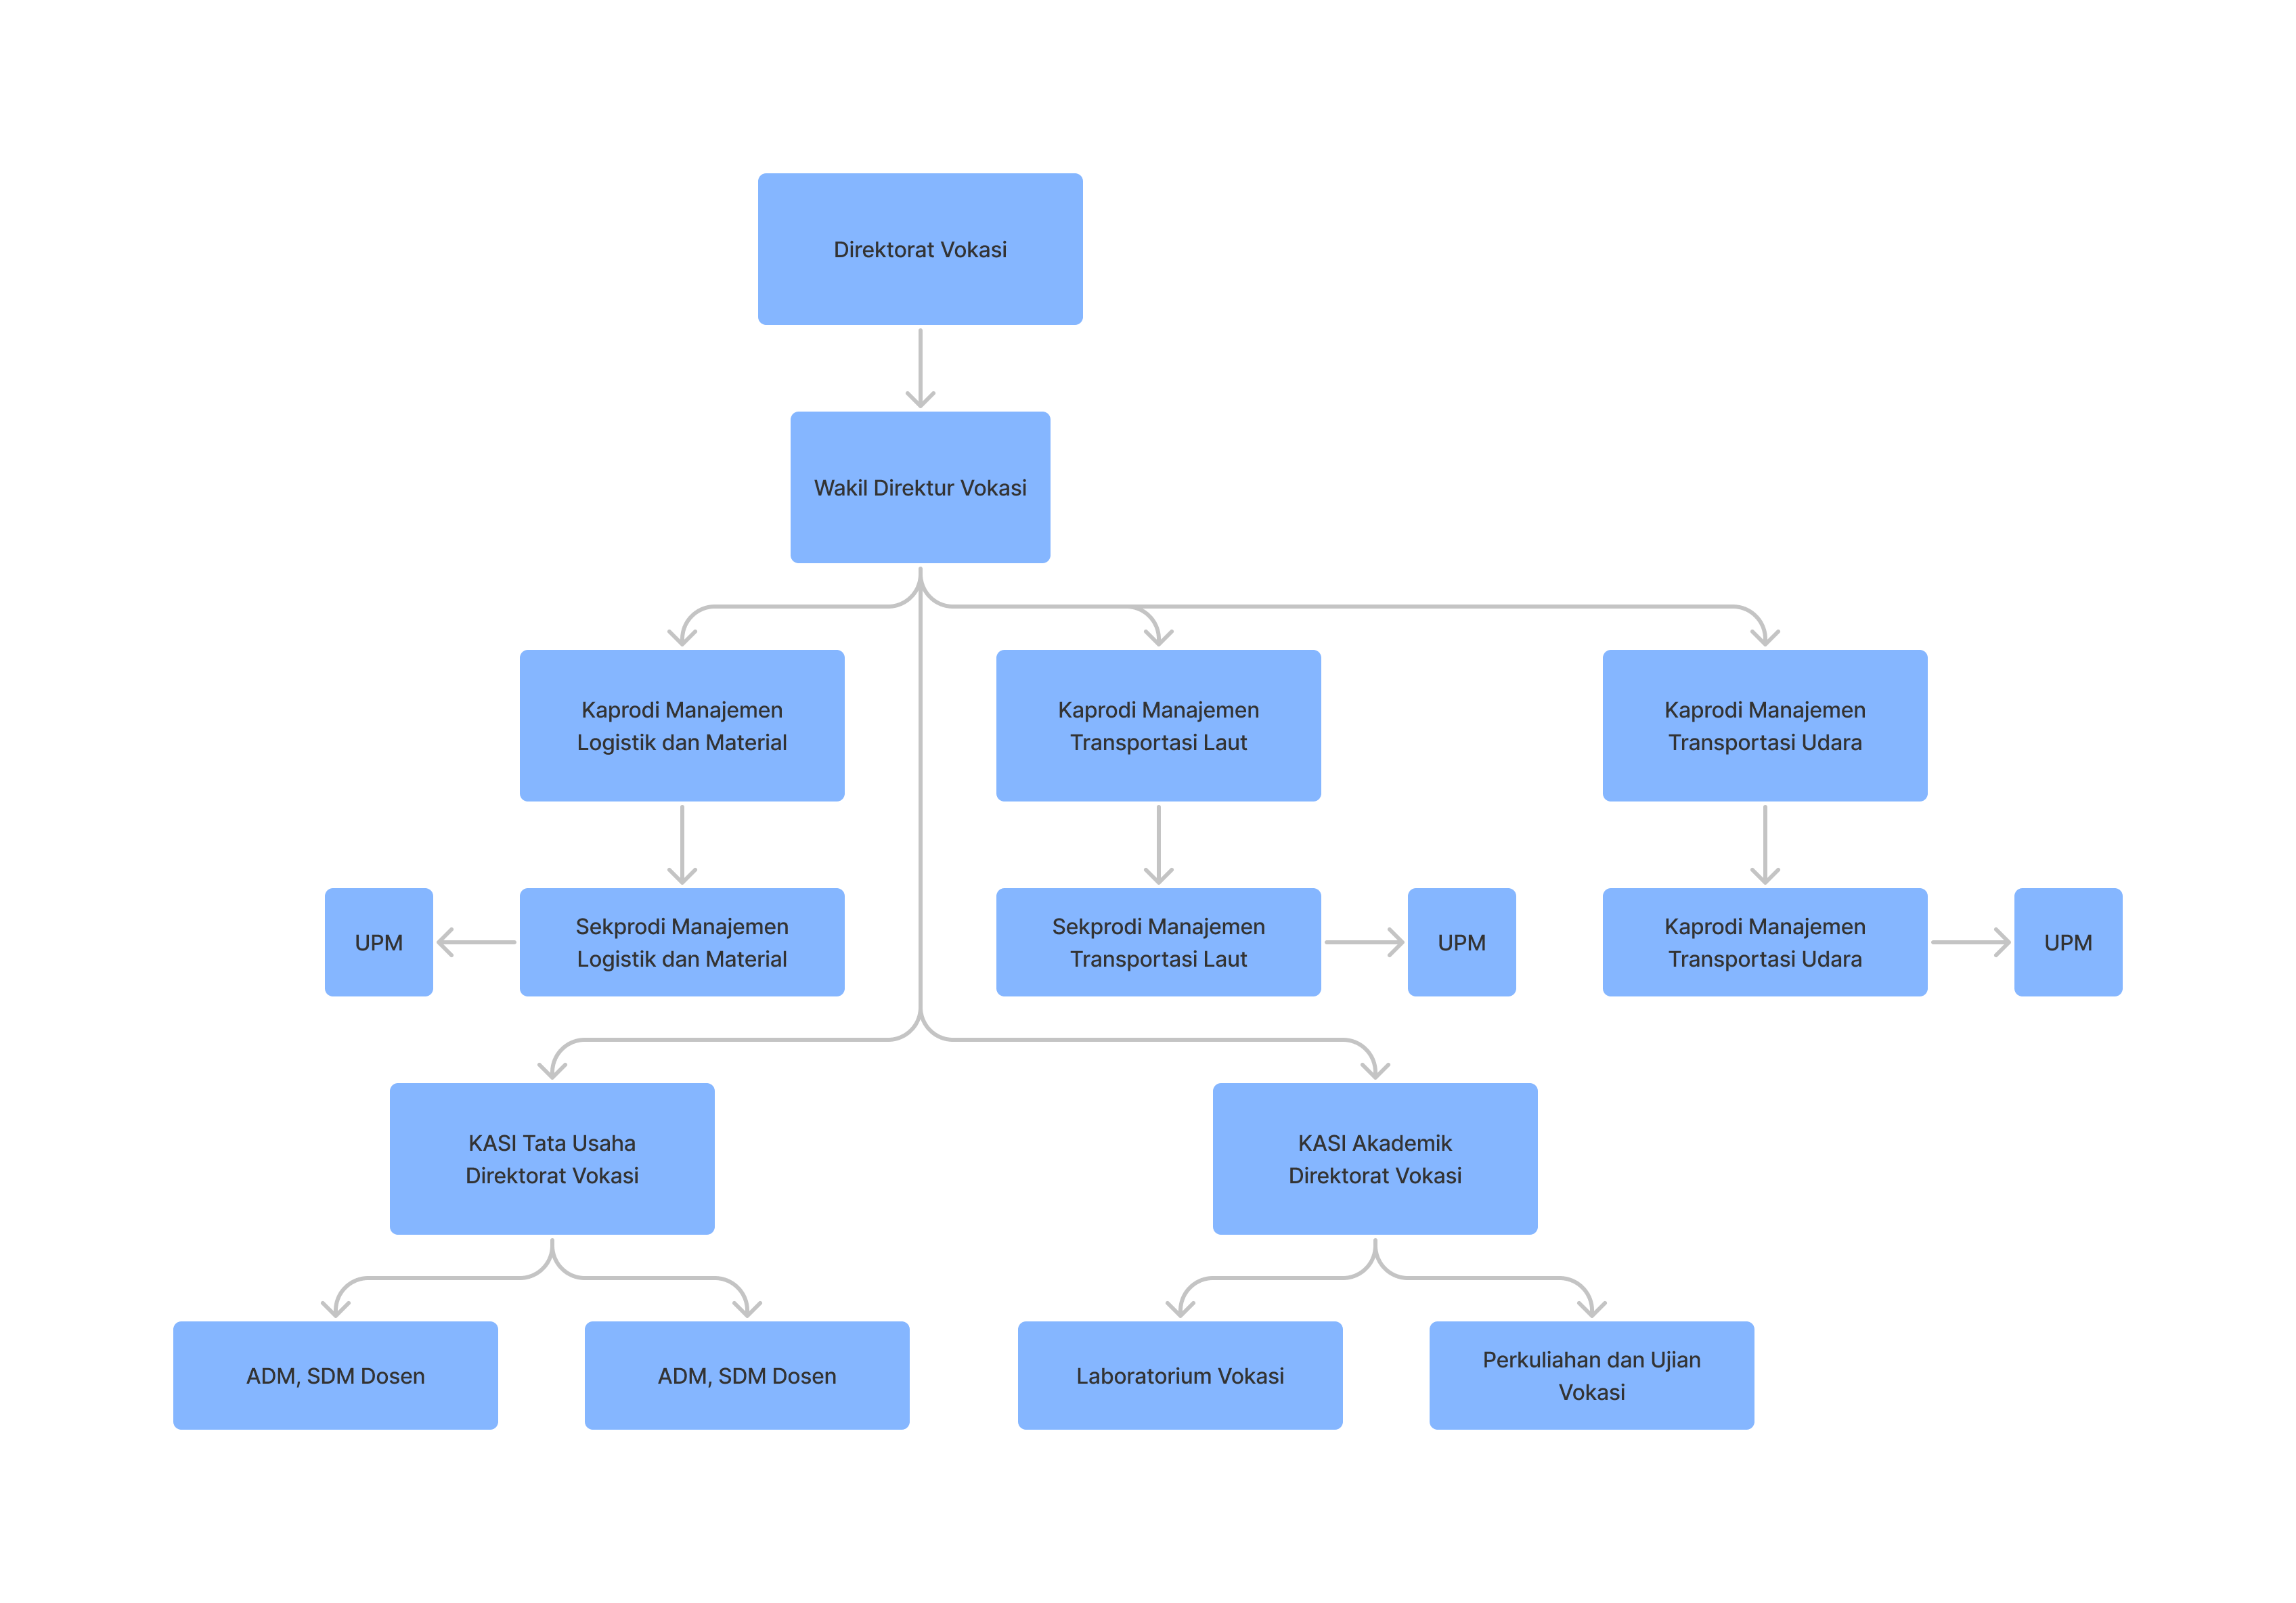 Direktorat Vokasi
Wakil Direktur Vokasi
Kaprodi Manajemen
Logistik dan Material
Kaprodi Manajemen
Transportasi Laut
Kaprodi Manajemen
Transportasi Udara
UPM
Sekprodi Manajemen
Logistik dan Material
Sekprodi Manajemen
Transportasi Laut
UPM
Kaprodi Manajemen
Transportasi Udara
UPM
KASI Tata Usaha
Direktorat Vokasi
KASI Akademik
Direktorat Vokasi
ADM, SDM Dosen
ADM, SDM Dosen
Laboratorium Vokasi
Perkuliahan dan Ujian
Vokasi